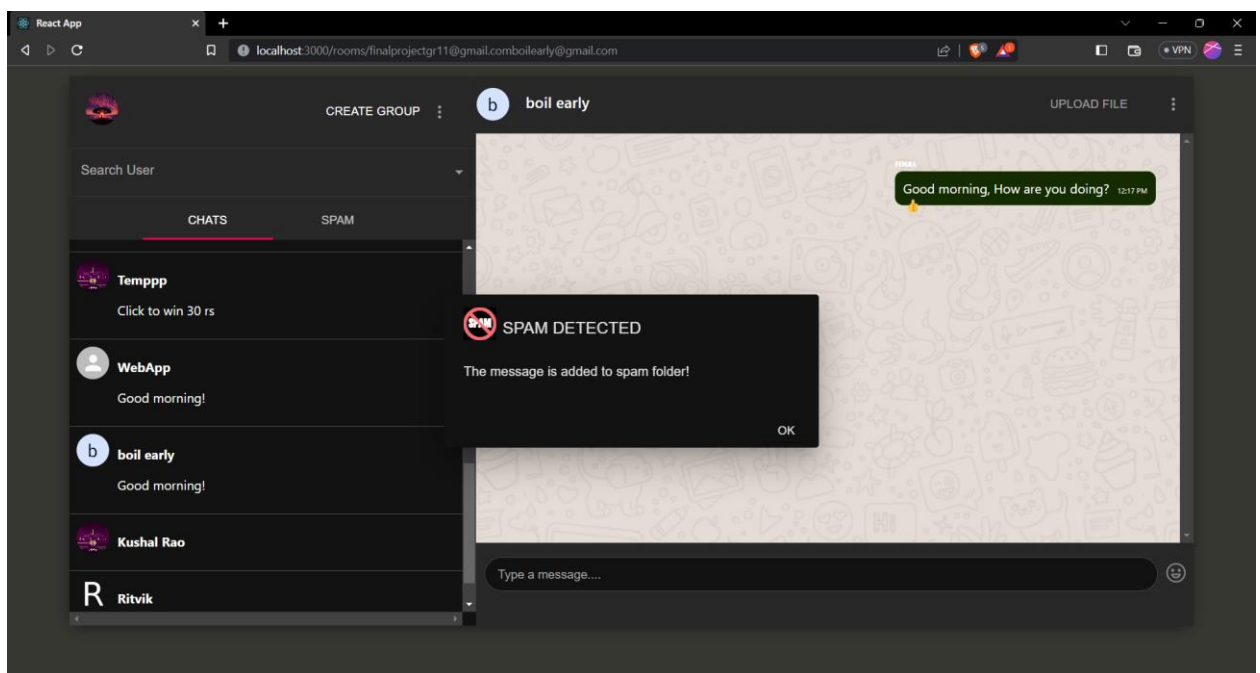 React App
localhost:3000/rooms/finalprojectgr11@gmail.comboilearly@gmail.com
VPN
CREATE GROUP
b boil early
UPLOAD FILE
Search User
CHATS SPAM
FINAL
Good morning, How are you doing? 12:17 PM
Temppp
Click to win 30 rs
WebApp
Good morning!
b boil early
Good morning!
Kushal Rao
R Ritvik
SPAM SPAM DETECTED
The message is added to spam folder!
OK
Type a message....